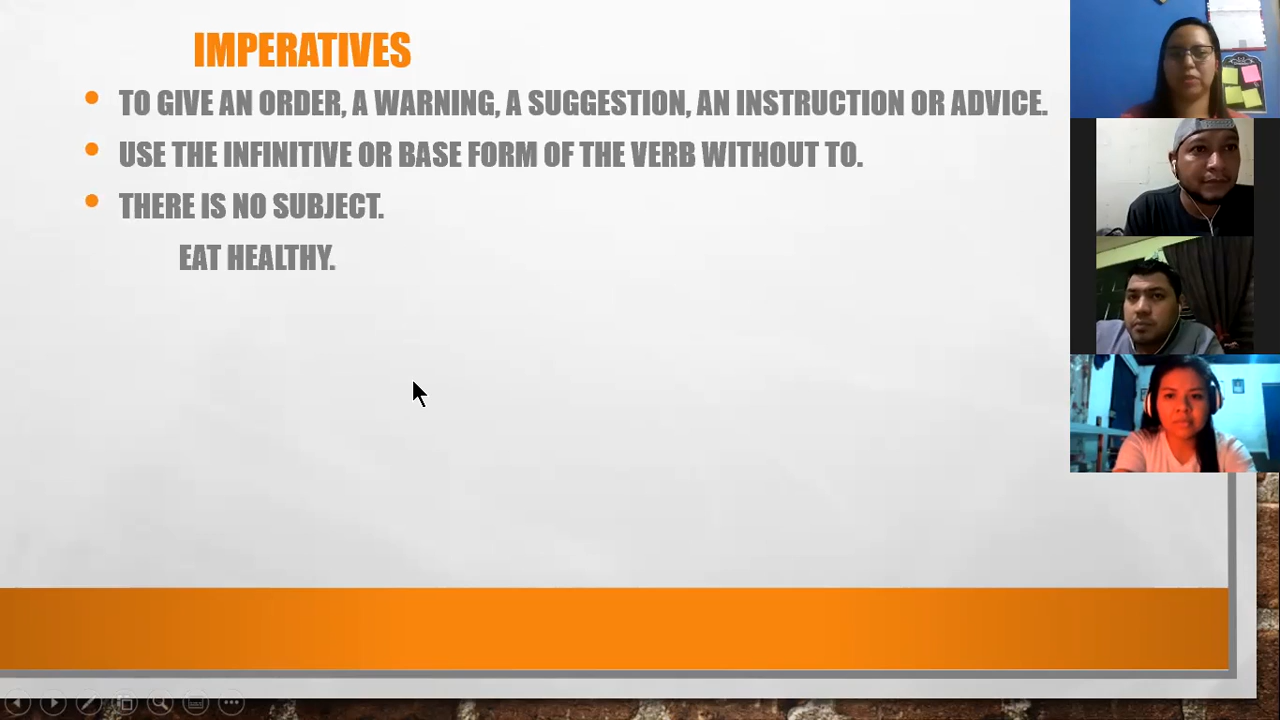 IMPERATIVES
TO GIVE AN ORDER, A WARNING, A SUGGESTION, AN INSTRUCTION OR ADVICE.
USE THE INFINITIVE OR BASE FORM OF THE VERB WITHOUT TO.
THERE IS NO SUBJECT.
EAT HEALTHY.